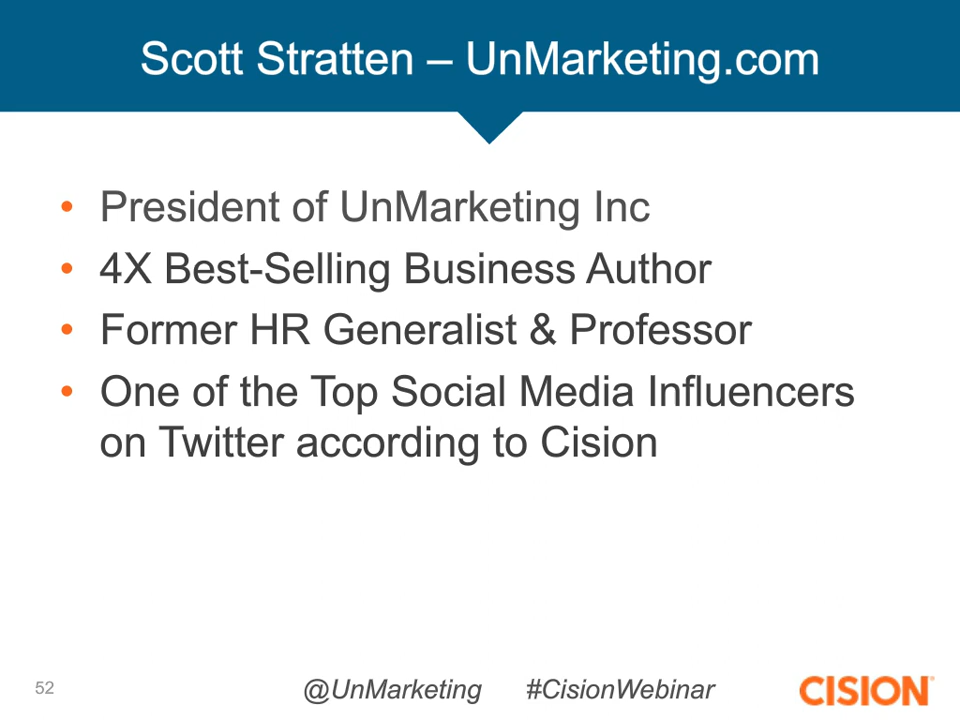 Scott Stratten – UnMarketing.com
• President of UnMarketing Inc
• 4X Best-Selling Business Author
• Former HR Generalist & Professor
• One of the Top Social Media Influencers
on Twitter according to Cision
52 @UnMarketing #CisionWebinar CISION®